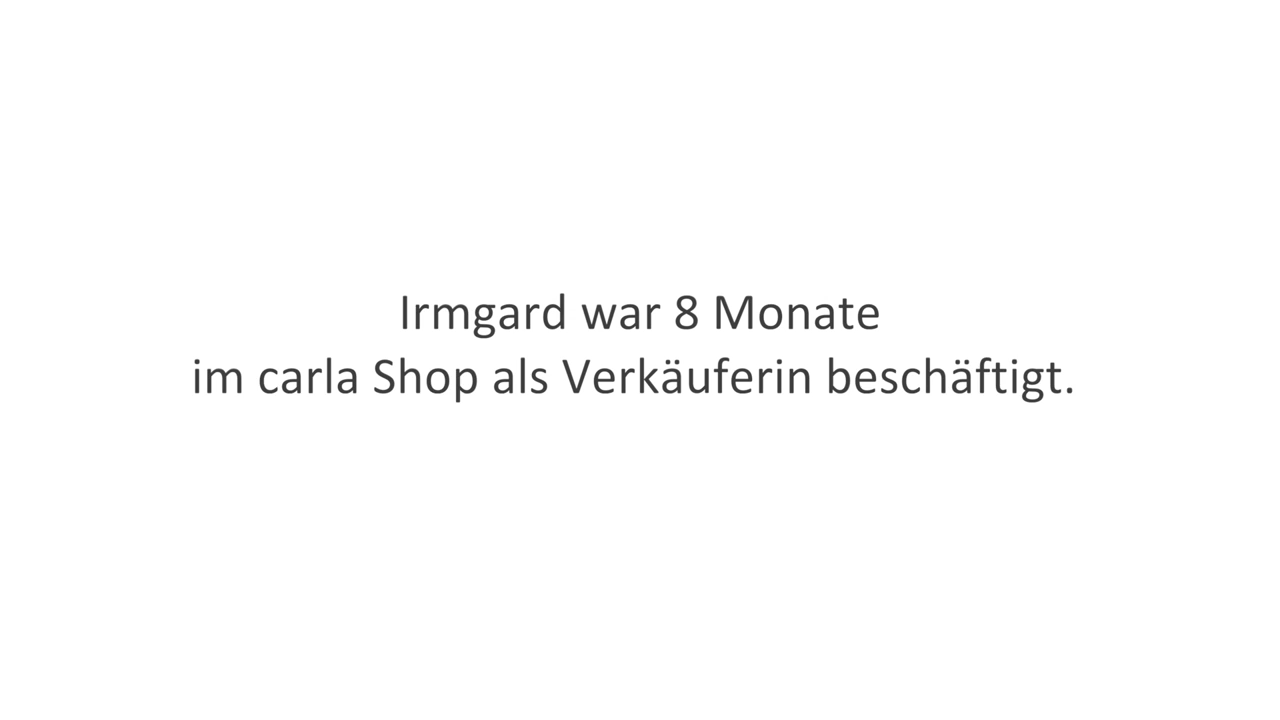 Irmgard war 8 Monate
im carla Shop als Verkäuferin beschäftigt.